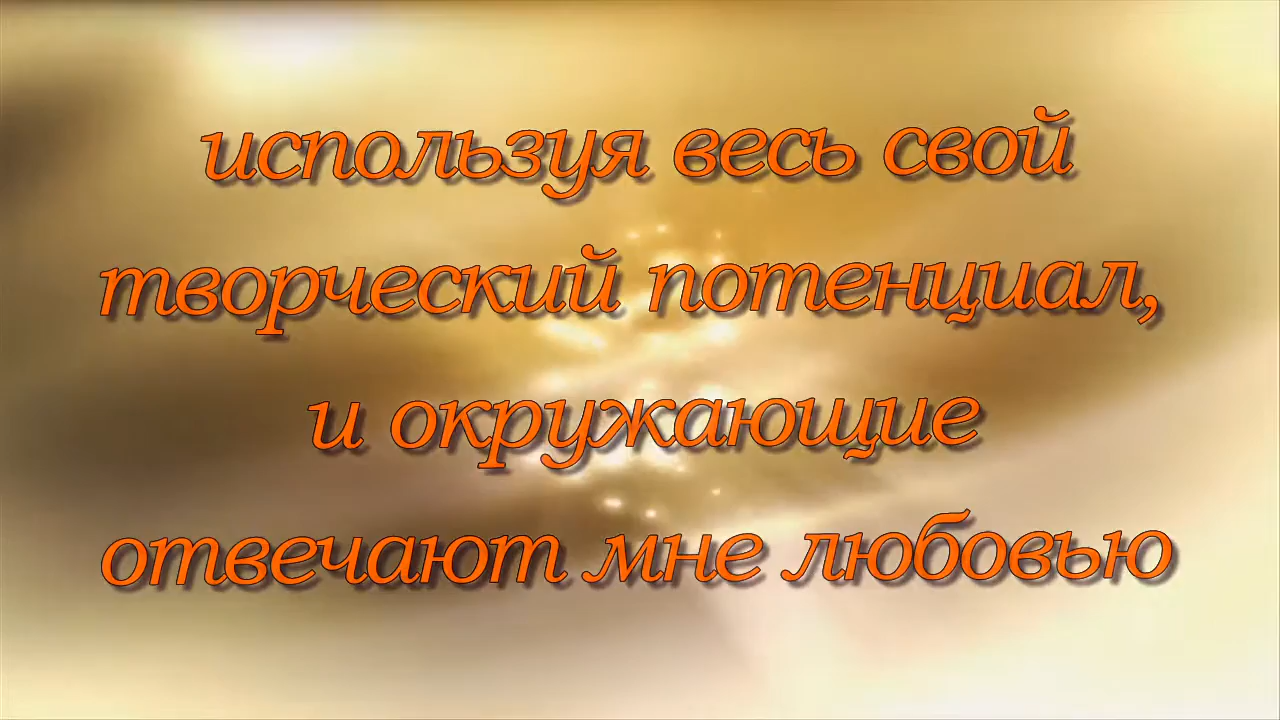 используя весь свой
творческий потенциал,
и окружающие
отвечают мне любовью